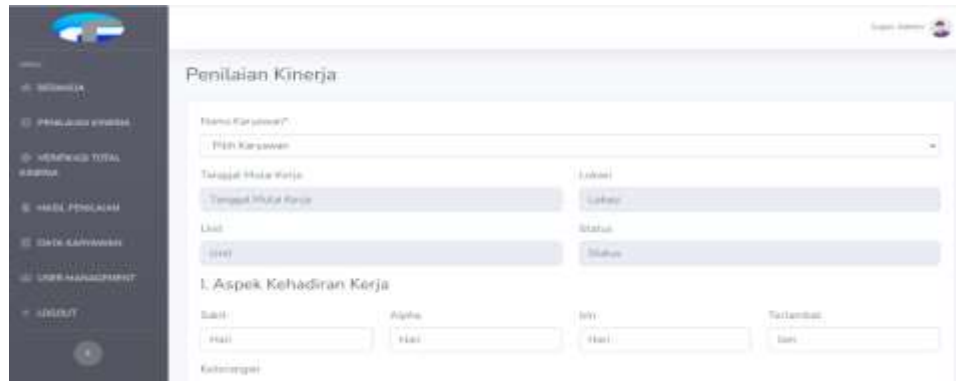 Super Admin
MENU
BERANDA
PENILAIAN KINERJA
VERIFIKASI TOTAL
KINERJA
HASIL PENILAIAN
DATA KARYAWAN
USER MANAGEMENT
LOGOUT
Penilaian Kinerja
Nama Karyawan*
Pilih Karyawan
Tanggal Mulai Kerja
Lokasi
Tanggal Mulai Kerja
Lokasi
Unit
Status
Unit
Status
I. Aspek Kehadiran Kerja
Sakit
Alpha
Izin
Terlambat
Hari
Hari
Hari
Jam
Keterangan